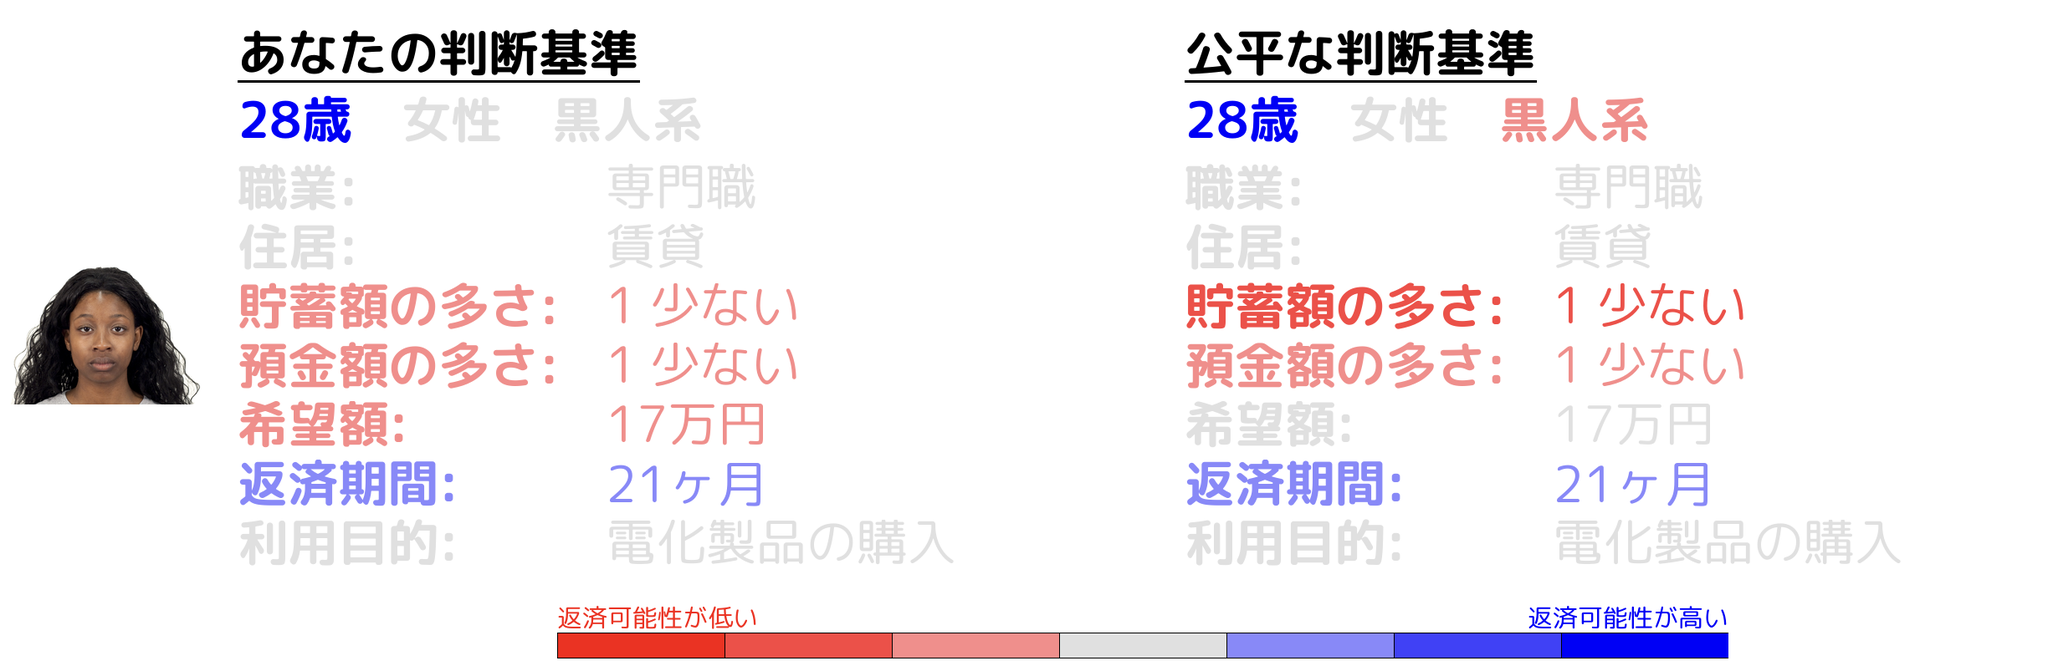 あなたの判断基準
28歳 女性 黒人系
職業: 専門職
住居: 賃貸
貯蓄額の多さ: 1 少ない
預金額の多さ: 1 少ない
希望額: 17万円
返済期間: 21ヶ月
利用目的: 電化製品の購入
公平な判断基準
28歳 女性 黒人系
職業: 専門職
住居: 賃貸
貯蓄額の多さ: 1 少ない
預金額の多さ: 1 少ない
希望額: 17万円
返済期間: 21ヶ月
利用目的: 電化製品の購入
返済可能性が低い 返済可能性が高い